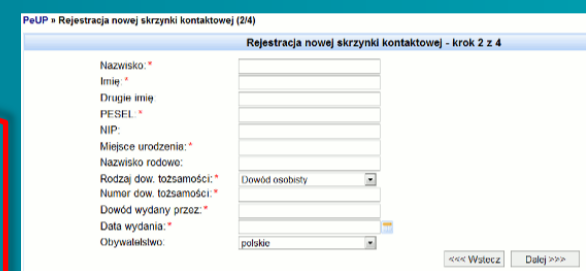 PeUP » Rejestracja nowej skrzynki kontaktowej (2/4)
Rejestracja nowej skrzynki kontaktowej - krok 2 z 4
Nazwisko: *
Imię: *
Drugie imię:
PESEL: *
NIP:
Miejsce urodzenia: *
Nazwisko rodowe:
Rodzaj dow. tożsamości: * Dowód osobisty
Numer dow. tożsamości: *
Dowód wydany przez: *
Data wydania: *
Obywatelstwo: polskie
<<< Wstecz Dalej >>>